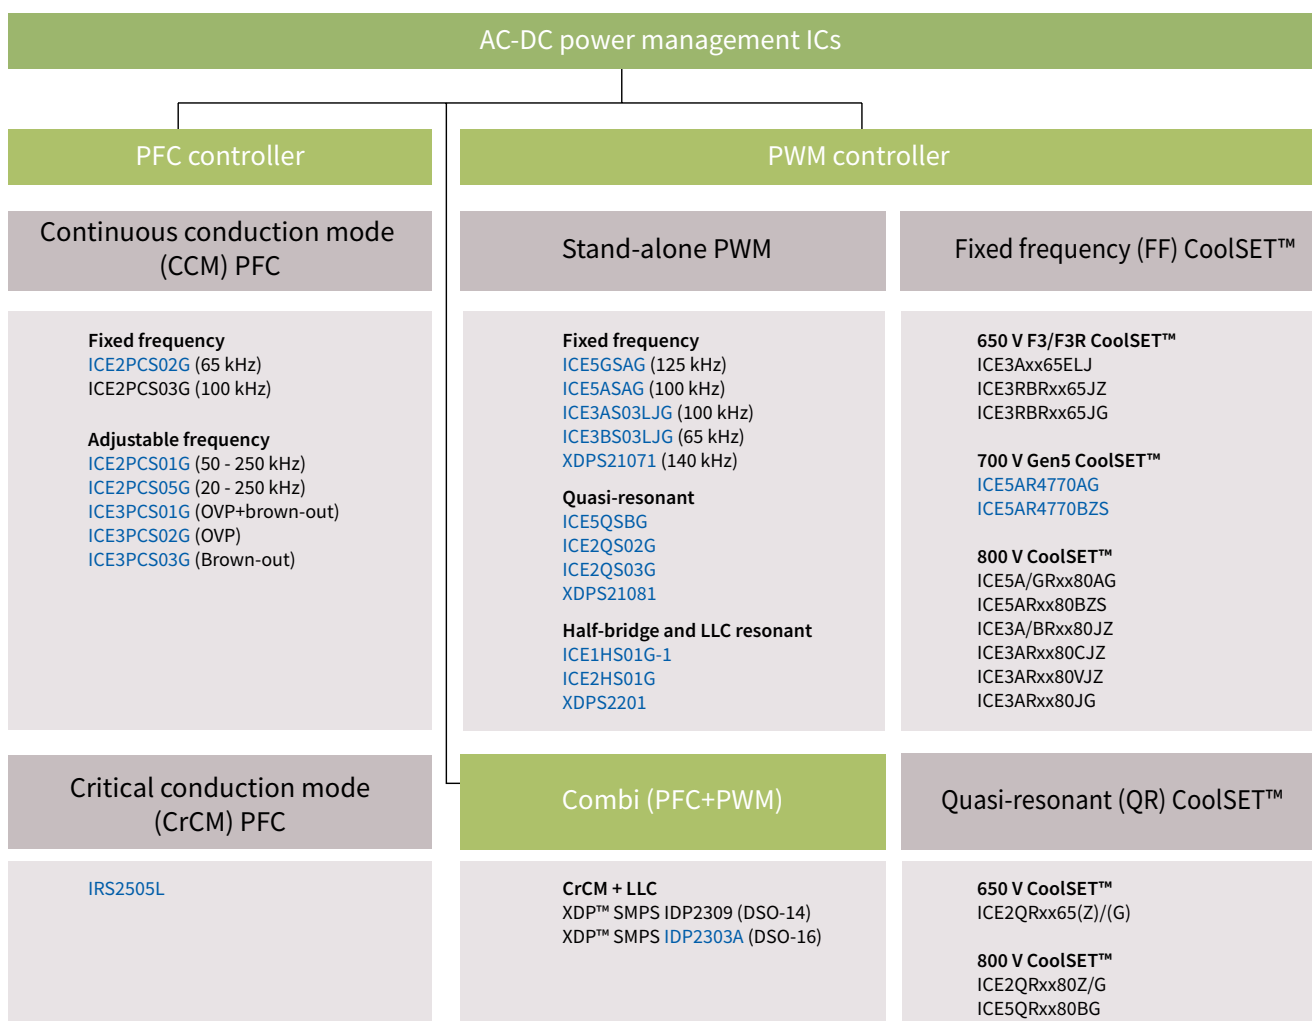 AC-DC power management ICs
PFC controller
PWM controller
Continuous conduction mode
(CCM) PFC
Fixed frequency
ICE2PCS02G (65 kHz)
ICE2PCS03G (100 kHz)
Adjustable frequency
ICE2PCS01G (50 - 250 kHz)
ICE2PCS05G (20 - 250 kHz)
ICE3PCS01G (OVP+brown-out)
ICE3PCS02G (OVP)
ICE3PCS03G (Brown-out)
Stand-alone PWM
Fixed frequency
ICE5GSAG (125 kHz)
ICE5ASAG (100 kHz)
ICE3AS03LJG (100 kHz)
ICE3BS03LJG (65 kHz)
XDPS21071 (140 kHz)
Quasi-resonant
ICE5QSBG
ICE2QS02G
ICE2QS03G
XDPS21081
Half-bridge and LLC resonant
ICE1HS01G-1
ICE2HS01G
XDPS2201
Fixed frequency (FF) CoolSET™
650 V F3/F3R CoolSET™
ICE3Axx65ELJ
ICE3RBRxx65JZ
ICE3RBRxx65JG
700 V Gen5 CoolSET™
ICE5AR4770AG
ICE5AR4770BZS
800 V CoolSET™
ICE5A/GRxx80AG
ICE5ARxx80BZS
ICE3A/BRxx80JZ
ICE3ARxx80CJZ
ICE3ARxx80VJZ
ICE3ARxx80JG
Critical conduction mode
(CrCM) PFC
IRS2505L
Combi (PFC+PWM)
CrCM + LLC
XDP™ SMPS IDP2309 (DSO-14)
XDP™ SMPS IDP2303A (DSO-16)
Quasi-resonant (QR) CoolSET™
650 V CoolSET™
ICE2QRxx65(Z)/(G)
800 V CoolSET™
ICE2QRxx80Z/G
ICE5QRxx80BG